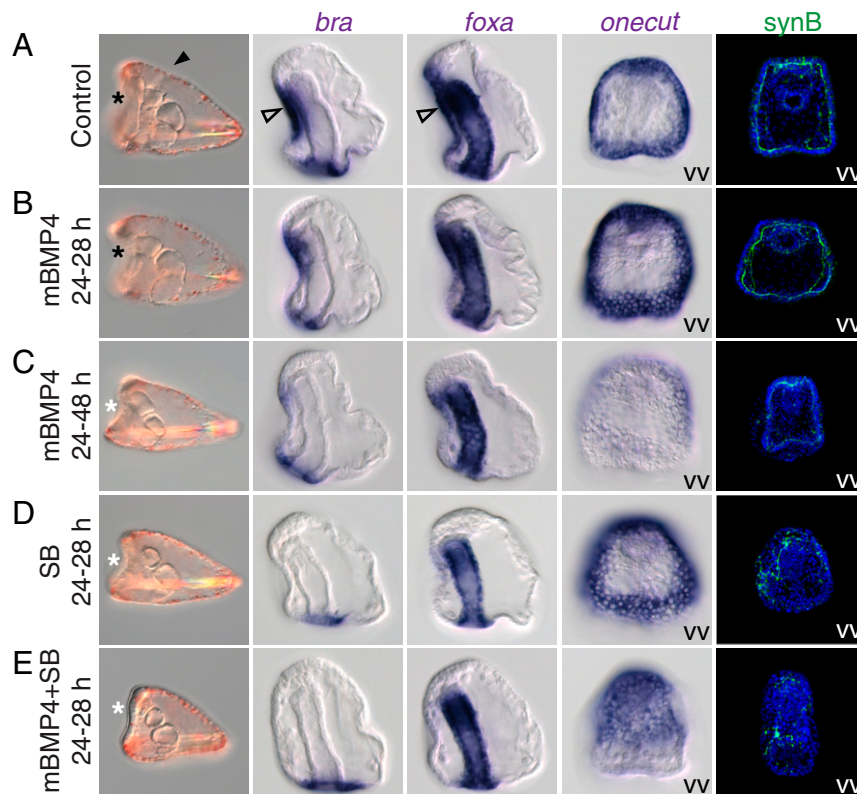 bra foxa onecut synB
A Control
* vv vv
B mBMP4 24-28 h
* vv vv
C mBMP4 24-48 h
* vv vv
D SB 24-28 h
* vv vv
E mBMP4+SB 24-28 h
* vv vv